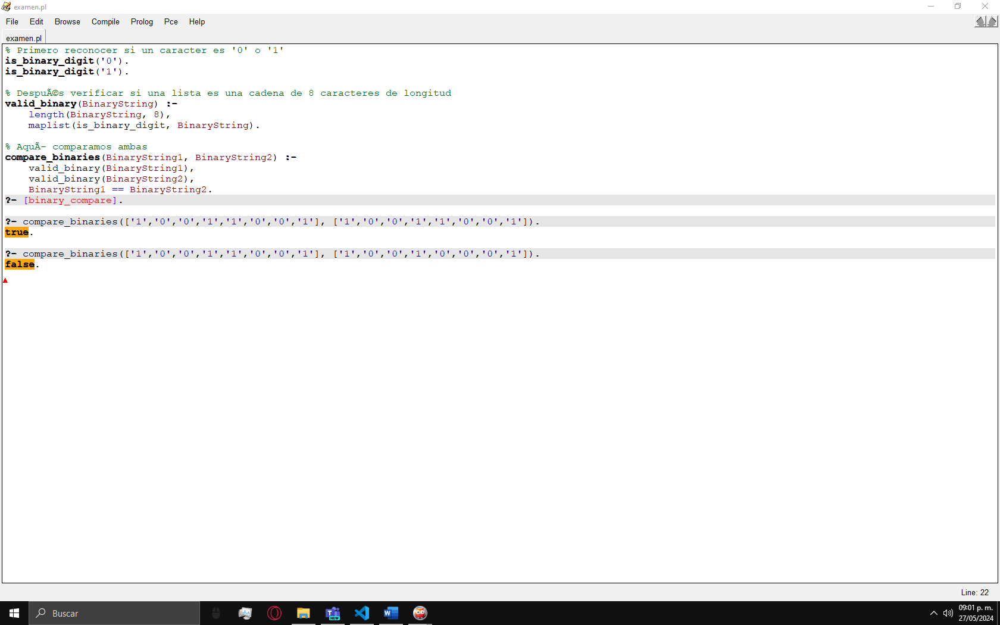 examen.pl
File Edit Browse Compile Prolog Pce Help
examen.pl
% Primero reconocer si un caracter es '0' o '1'
is_binary_digit('0').
is_binary_digit('1').
% DespuÃ©s verificar si una lista es una cadena de 8 caracteres de longitud
valid_binary(BinaryString) :-
length(BinaryString, 8),
maplist(is_binary_digit, BinaryString).
% AquÃ- comparamos ambas
compare_binaries(BinaryString1, BinaryString2) :-
valid_binary(BinaryString1),
valid_binary(BinaryString2),
BinaryString1 == BinaryString2.
?- [binary_compare].
?- compare_binaries(['1','0','0','1','1','0','0','1'], ['1','0','0','1','1','0','0','1']).
true.
?- compare_binaries(['1','0','0','1','1','0','0','1'], ['1','0','0','1','0','0','0','1']).
false.
Line: 22
Buscar
NEW
09:01 p. m.
27/05/2024